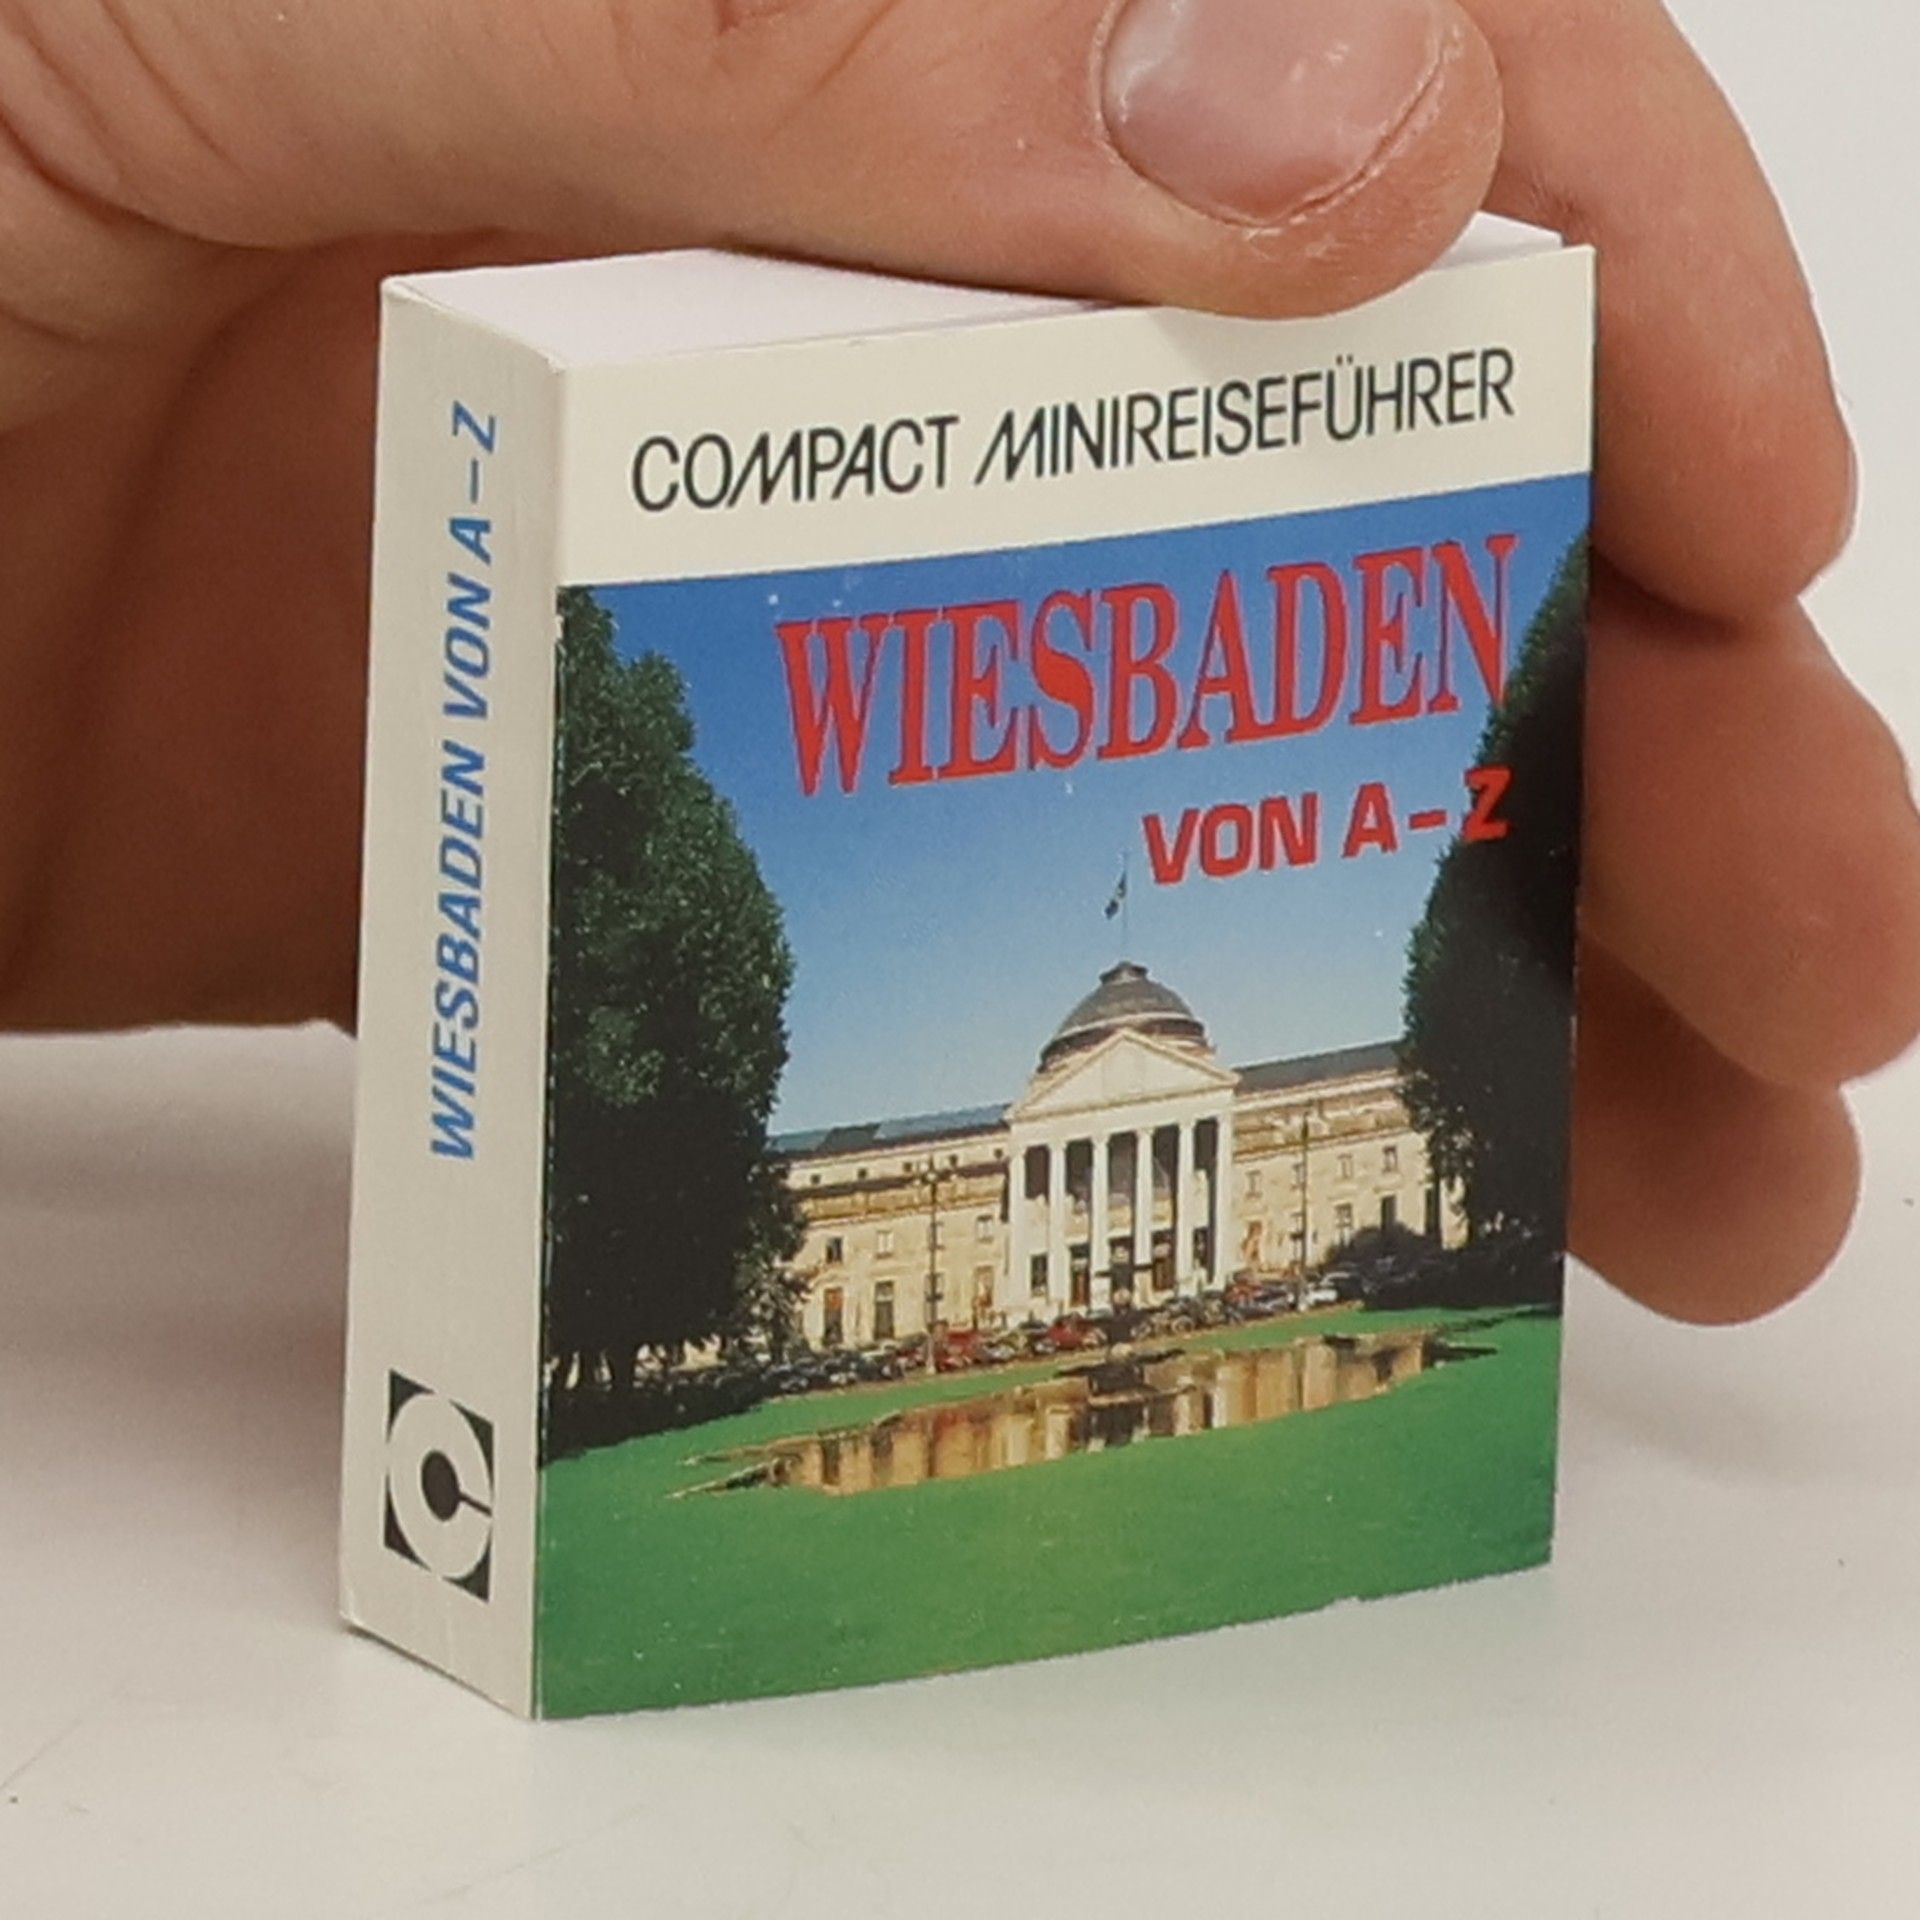 COMPACT MINIREISEFÜHRER
WIESBADEN
VON A-Z
WIESBADEN VON A-Z